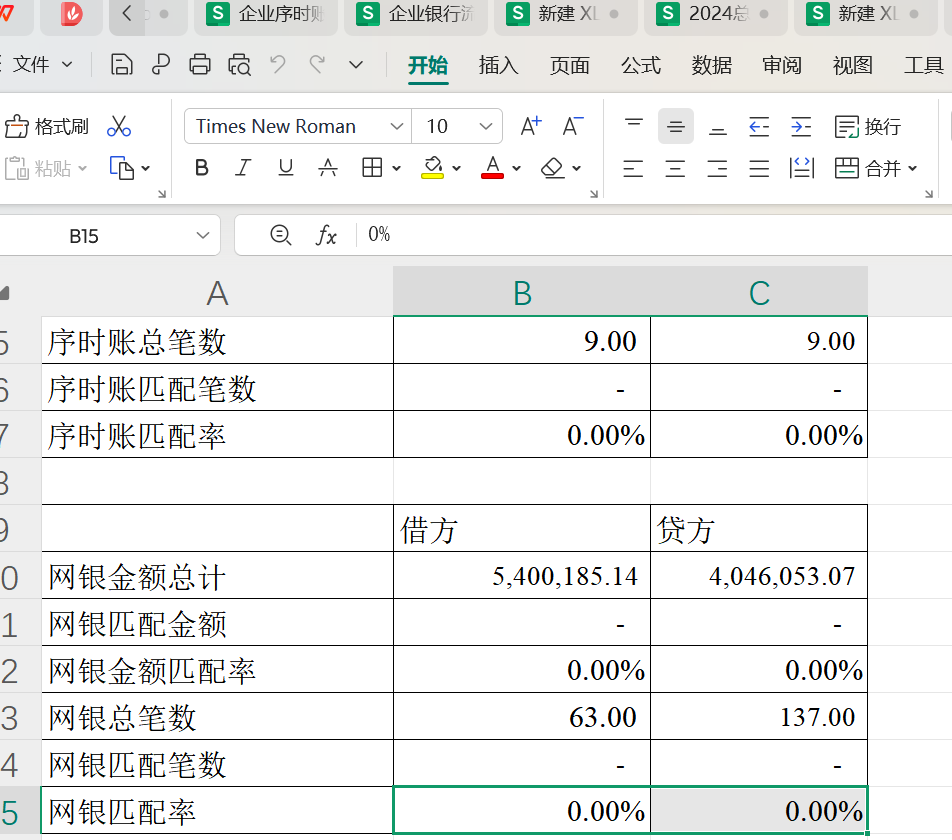 企业序时账
企业银行流
新建 XL
2024总
新建 XL
文件
开始 插入 页面 公式 数据 审阅 视图 工具
格式刷 Times New Roman 10 A+ A- 换行
粘贴 B I U A A 合并
B15 fx 0%
A B C
5 序时账总笔数 9.00 9.00
6 序时账匹配笔数 - -
7 序时账匹配率 0.00% 0.00%
8
9 借方 贷方
0 网银金额总计 5,400,185.14 4,046,053.07
1 网银匹配金额 - -
2 网银金额匹配率 0.00% 0.00%
3 网银总笔数 63.00 137.00
4 网银匹配笔数 - -
5 网银匹配率 0.00% 0.00%